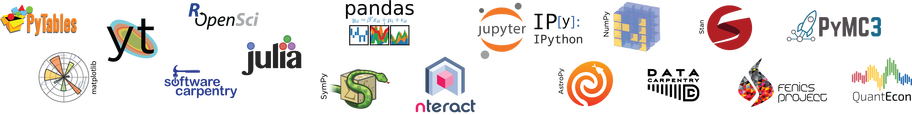 PyTables
yt
matplotlib
ROpenSci
software
carpentry
julia
pandas
SymPy
nteract
jupyter
IP[y]:
IPython
NumPy
AstroPy
DATA
CARPENTRY
Stan
FENICS
PROJECT
PYMC3
QuantEcon